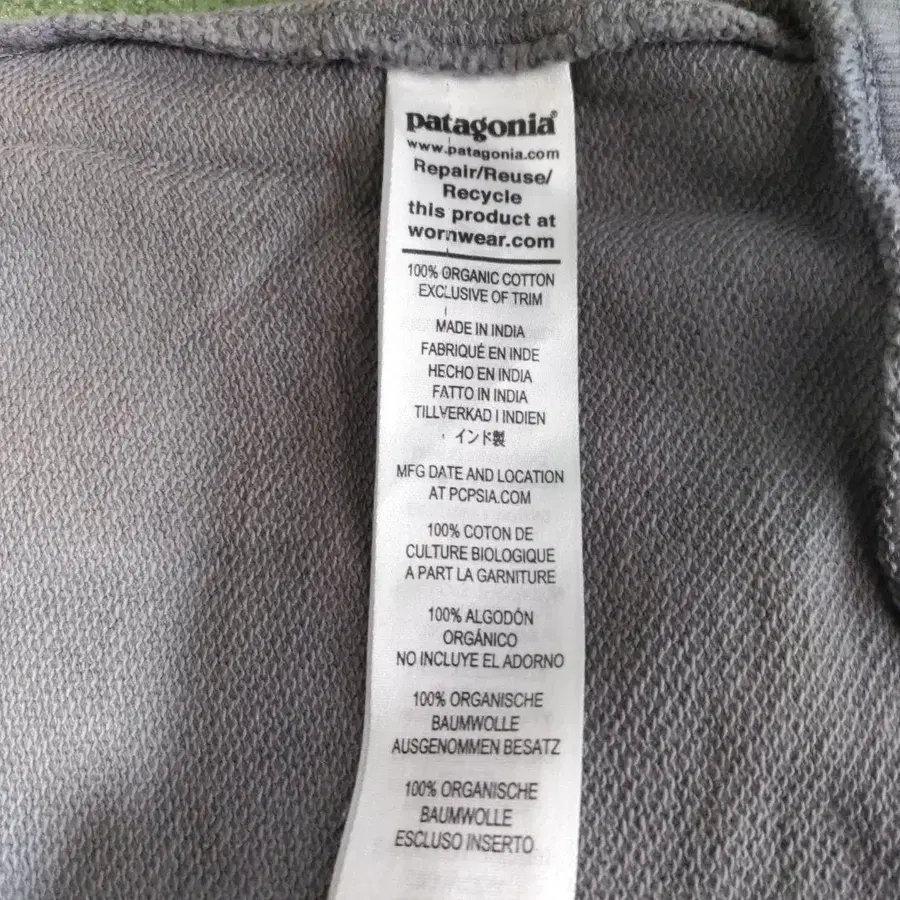 patagonia®
www.patagonia.com
Repair/Reuse/
Recycle
this product at
wornwear.com
100% ORGANIC COTTON
EXCLUSIVE OF TRIM
MADE IN INDIA
FABRIQUÉ EN INDE
HECHO EN INDIA
FATTO IN INDIA
TILLVERKAD I INDIEN
インド製
MFG DATE AND LOCATION
AT PCPSIA.COM
100% COTON DE
CULTURE BIOLOGIQUE
A PART LA GARNITURE
100% ALGODÓN
ORGÁNICO
NO INCLUYE EL ADORNO
100% ORGANISCHE
BAUMWOLLE
AUSGENOMMEN BESATZ
100% ORGANISCHE
BAUMWOLLE
ESCLUSO INSERTO